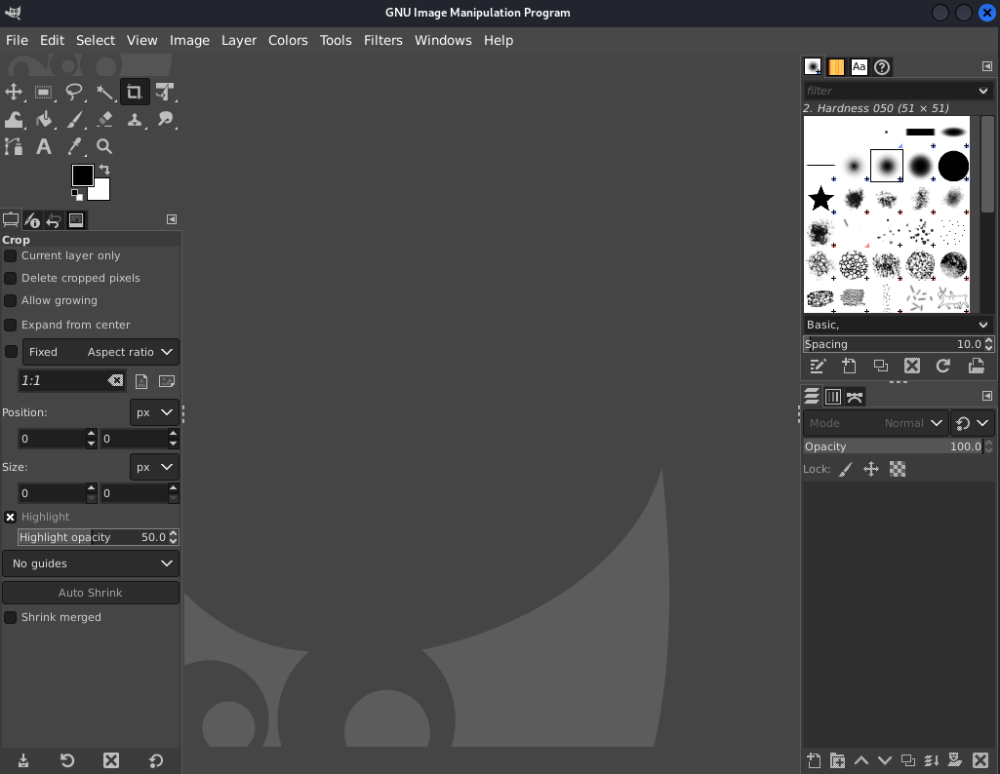 GNU Image Manipulation Program
File Edit Select View Image Layer Colors Tools Filters Windows Help
Aa
filter
2. Hardness 050 (51 × 51)
Basic,
Spacing 10.0
Mode Normal
Opacity 100.0
Lock:
Crop
Current layer only
Delete cropped pixels
Allow growing
Expand from center
Fixed Aspect ratio
1:1
Position: px
0 0
Size: px
0 0
Highlight
Highlight opacity 50.0
No guides
Auto Shrink
Shrink merged